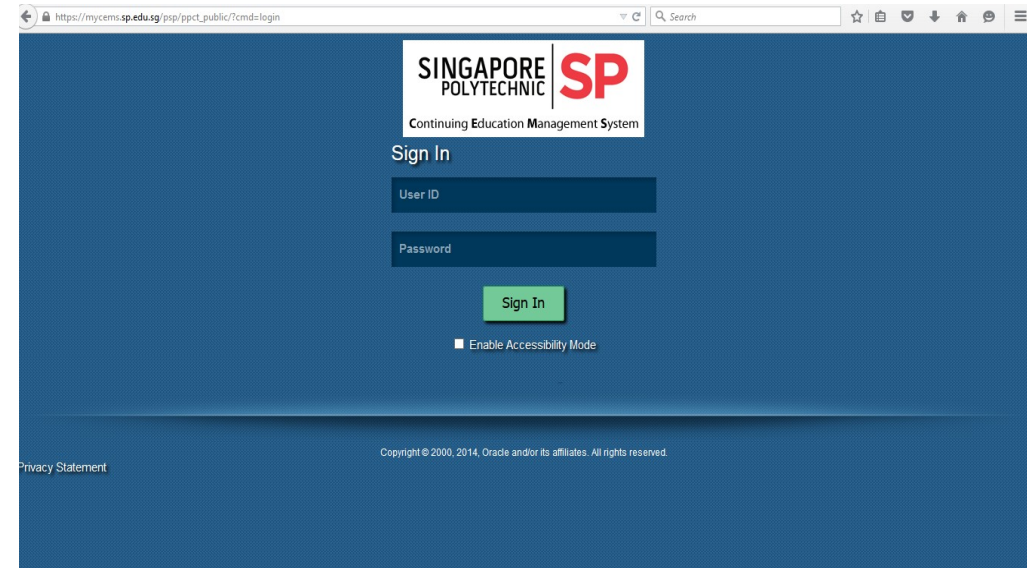 https://mycems.sp.edu.sg/psp/ppct_public/?cmd=login
Search
SINGAPORE
POLYTECHNIC
SP
Continuing Education Management System
Sign In
User ID
Password
Sign In
Enable Accessibility Mode
Copyright © 2000, 2014, Oracle and/or its affiliates. All rights reserved.
Privacy Statement